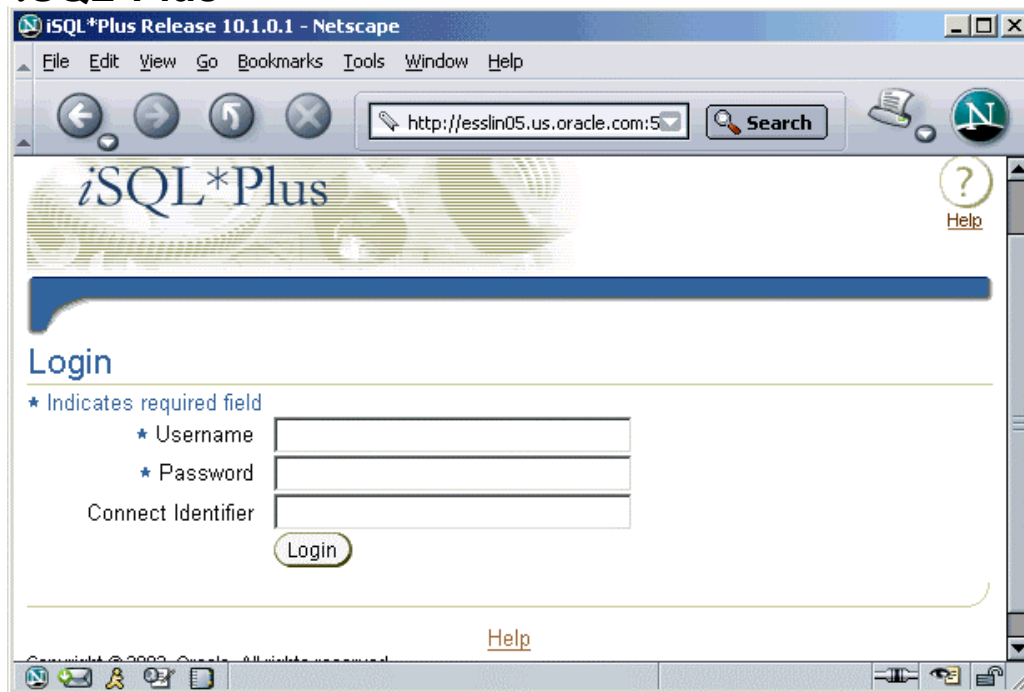 iSQL*Plus Release 10.1.0.1 - Netscape
File Edit View Go Bookmarks Tools Window Help
http://esslin05.us.oracle.com:5
Search
N
iSQL*Plus
?
Help
Login
* Indicates required field
* Username
* Password
Connect Identifier
Login
Help